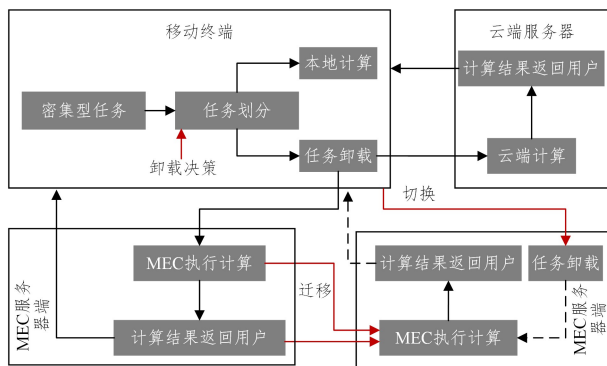 移动终端
云端服务器
本地计算
计算结果返回用户
密集型任务
任务划分
卸载决策
任务卸载
云端计算
切换
MEC服务
器端
MEC执行计算
计算结果返回用户
迁移
计算结果返回用户
任务卸载
MEC执行计算
MEC服务
器端